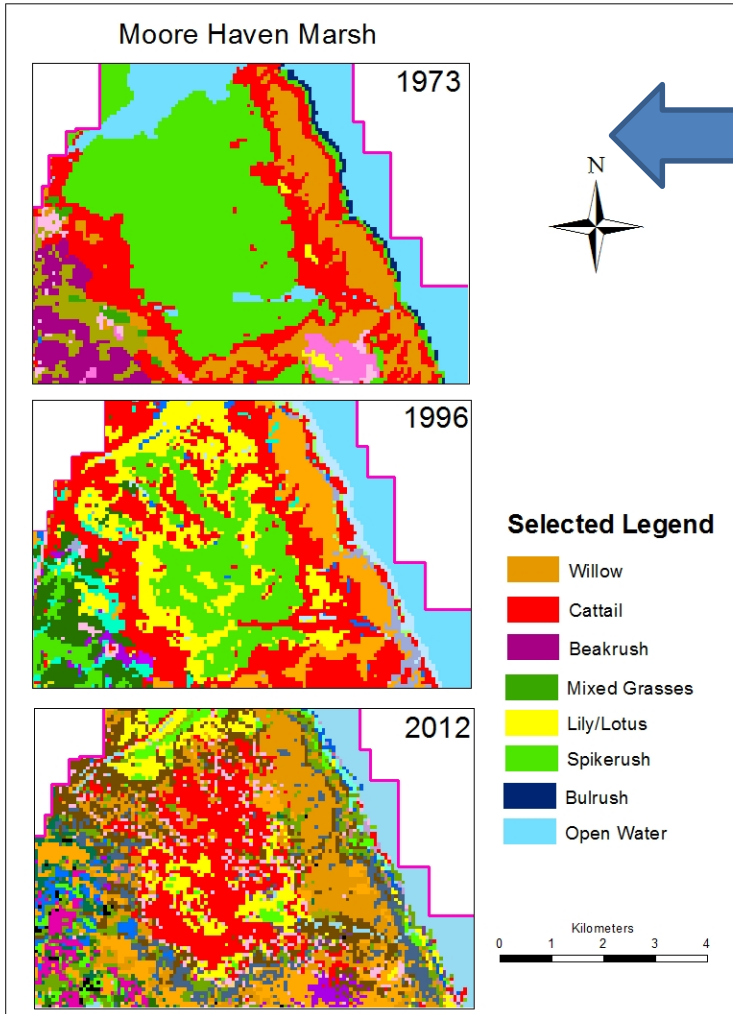 Moore Haven Marsh
1973
N
1996
Selected Legend
Willow
Cattail
Beakrush
Mixed Grasses
Lily/Lotus
Spikerush
Bulrush
Open Water
2012
Kilometers
0 1 2 3 4